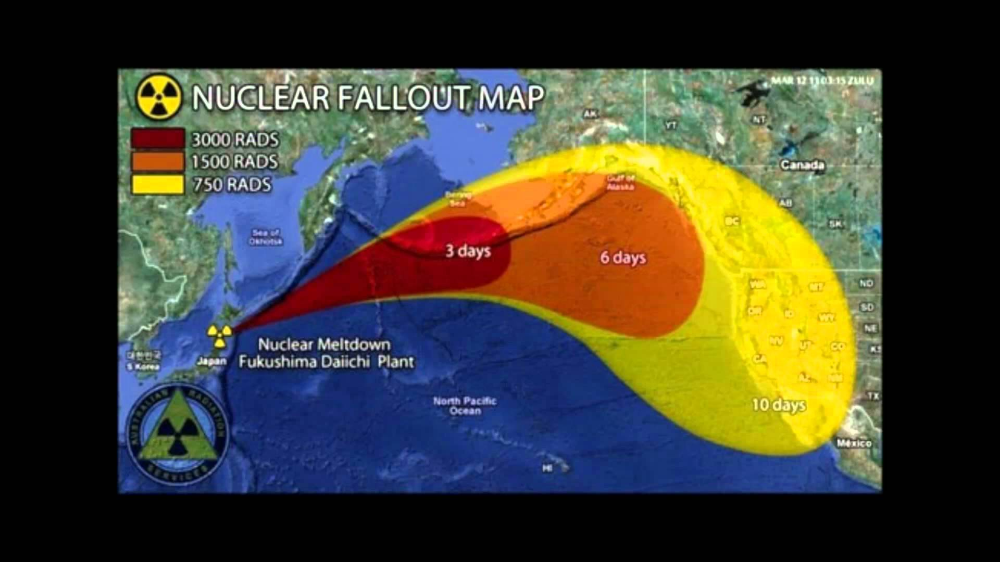 NUCLEAR FALLOUT MAP
MAR 12 11:03:15 ZULU
3000 RADS
1500 RADS
750 RADS
AK
YT
NT
Canada
Gulf of
Alaska
Bering
Sea
AB
BC
SK
Sea of
Okhotsk
3 days
6 days
WA
MT
ND
OR
ID
WY
SD
NE
NV
UT
CO
KS
CA
AZ
NM
TX
Nuclear Meltdown
Fukushima Daiichi Plant
대한민국
S Korea
Japan
North Pacific
Ocean
10 days
México
HI
AUSTRALIAN RADIATION
SERVICES